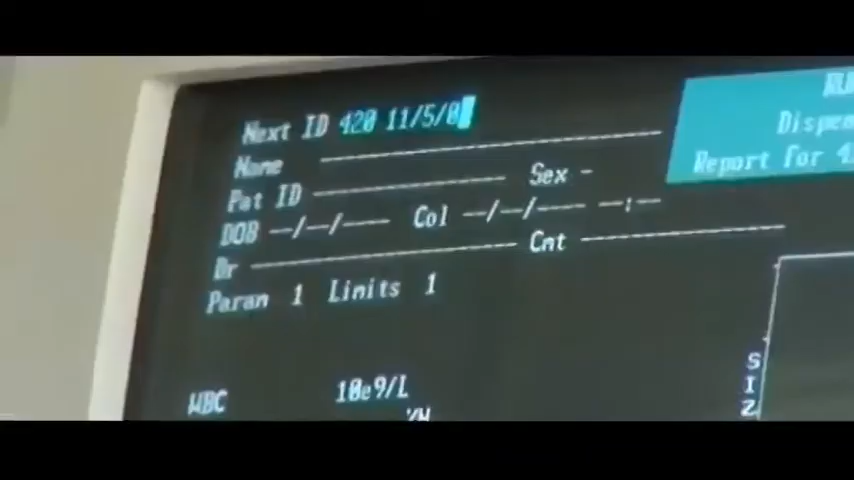 Next ID 420 11/5/0
Name
Pat ID
Sex -
DOB --/--/---- Col --/--/---- --:--
Dr
Cnt
Param 1 Limits 1
Report for
WBC 10e9/L
S
I
Z